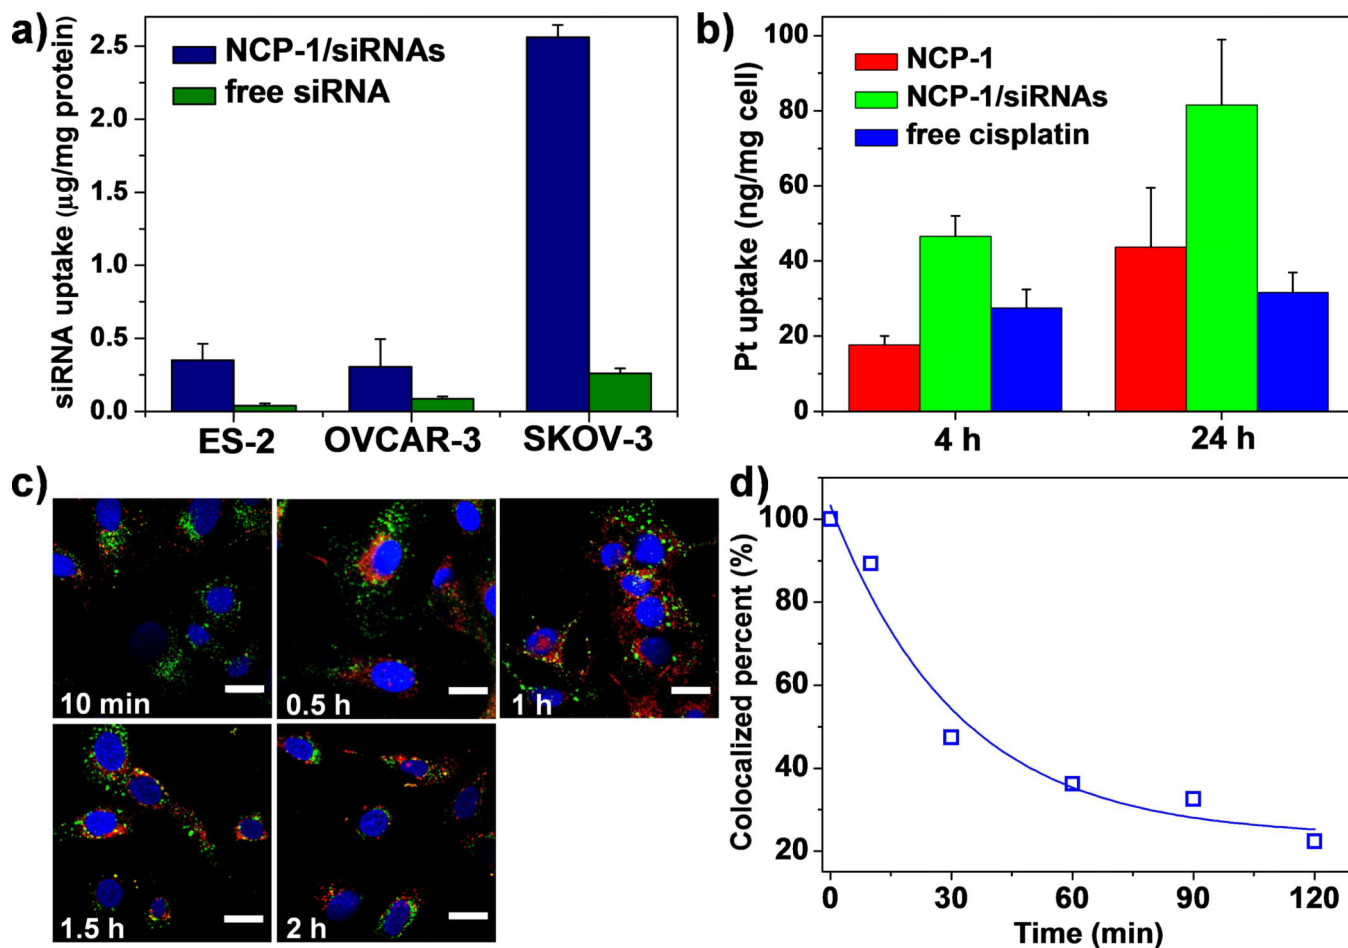 a)
NCP-1/siRNAs
free siRNA
siRNA uptake (μg/mg protein)
2.5
2.0
1.5
1.0
0.5
0.0
ES-2 OVCAR-3 SKOV-3
b)
NCP-1
NCP-1/siRNAs
free cisplatin
Pt uptake (ng/mg cell)
100
80
60
40
20
0
4 h 24 h
c)
10 min
0.5 h
1 h
1.5 h
2 h
d)
Colocalized percent (%)
100
80
60
40
20
0 30 60 90 120
Time (min)